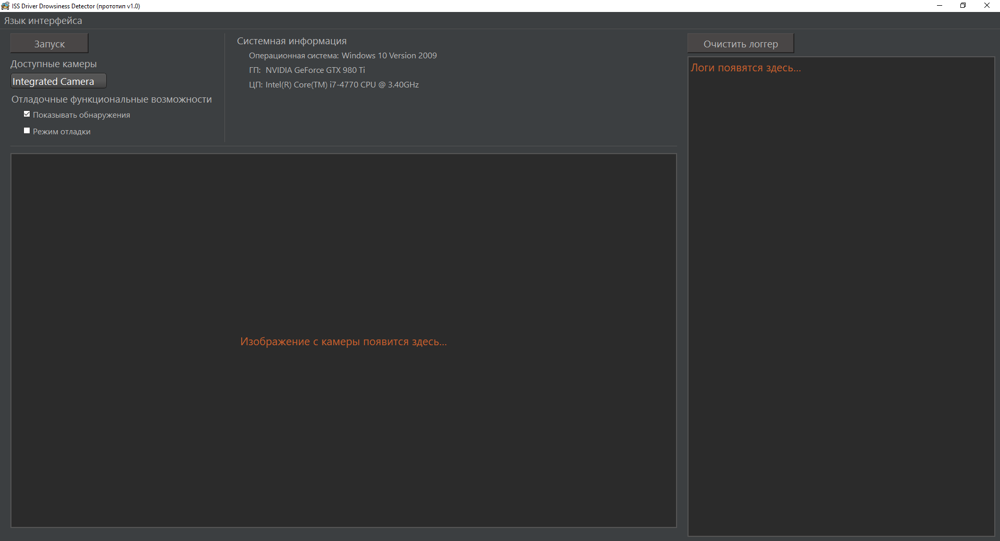 ISS Driver Drowsiness Detector (прототип v1.0)
Язык интерфейса
Запуск
Доступные камеры
Integrated Camera
Отладочные функциональные возможности
Показывать обнаружения
Режим отладки
Системная информация
Операционная система: Windows 10 Version 2009
ГП: NVIDIA GeForce GTX 980 Ti
ЦП: Intel(R) Core(TM) i7-4770 CPU @ 3.40GHz
Изображение с камеры появится здесь...
Очистить логгер
Логи появятся здесь...